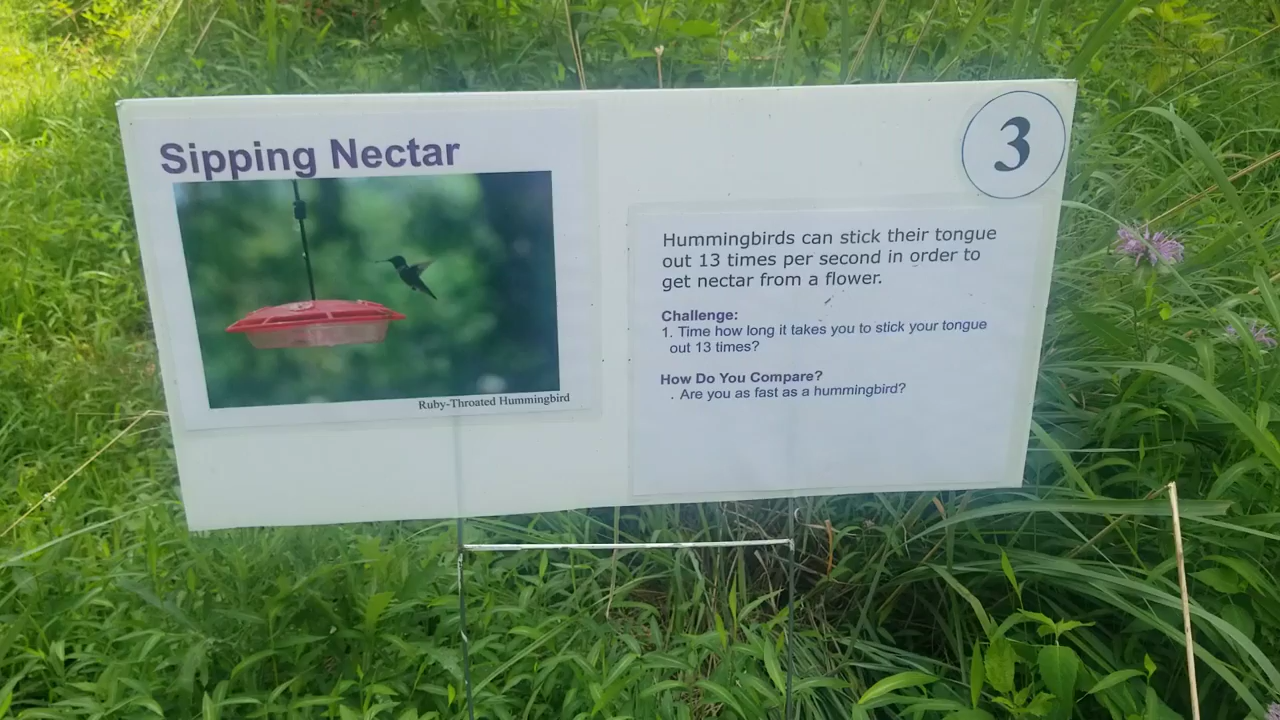 Sipping Nectar
Ruby-Throated Hummingbird
3
Hummingbirds can stick their tongue
out 13 times per second in order to
get nectar from a flower.
Challenge:
1. Time how long it takes you to stick your tongue
out 13 times?
How Do You Compare?
. Are you as fast as a hummingbird?